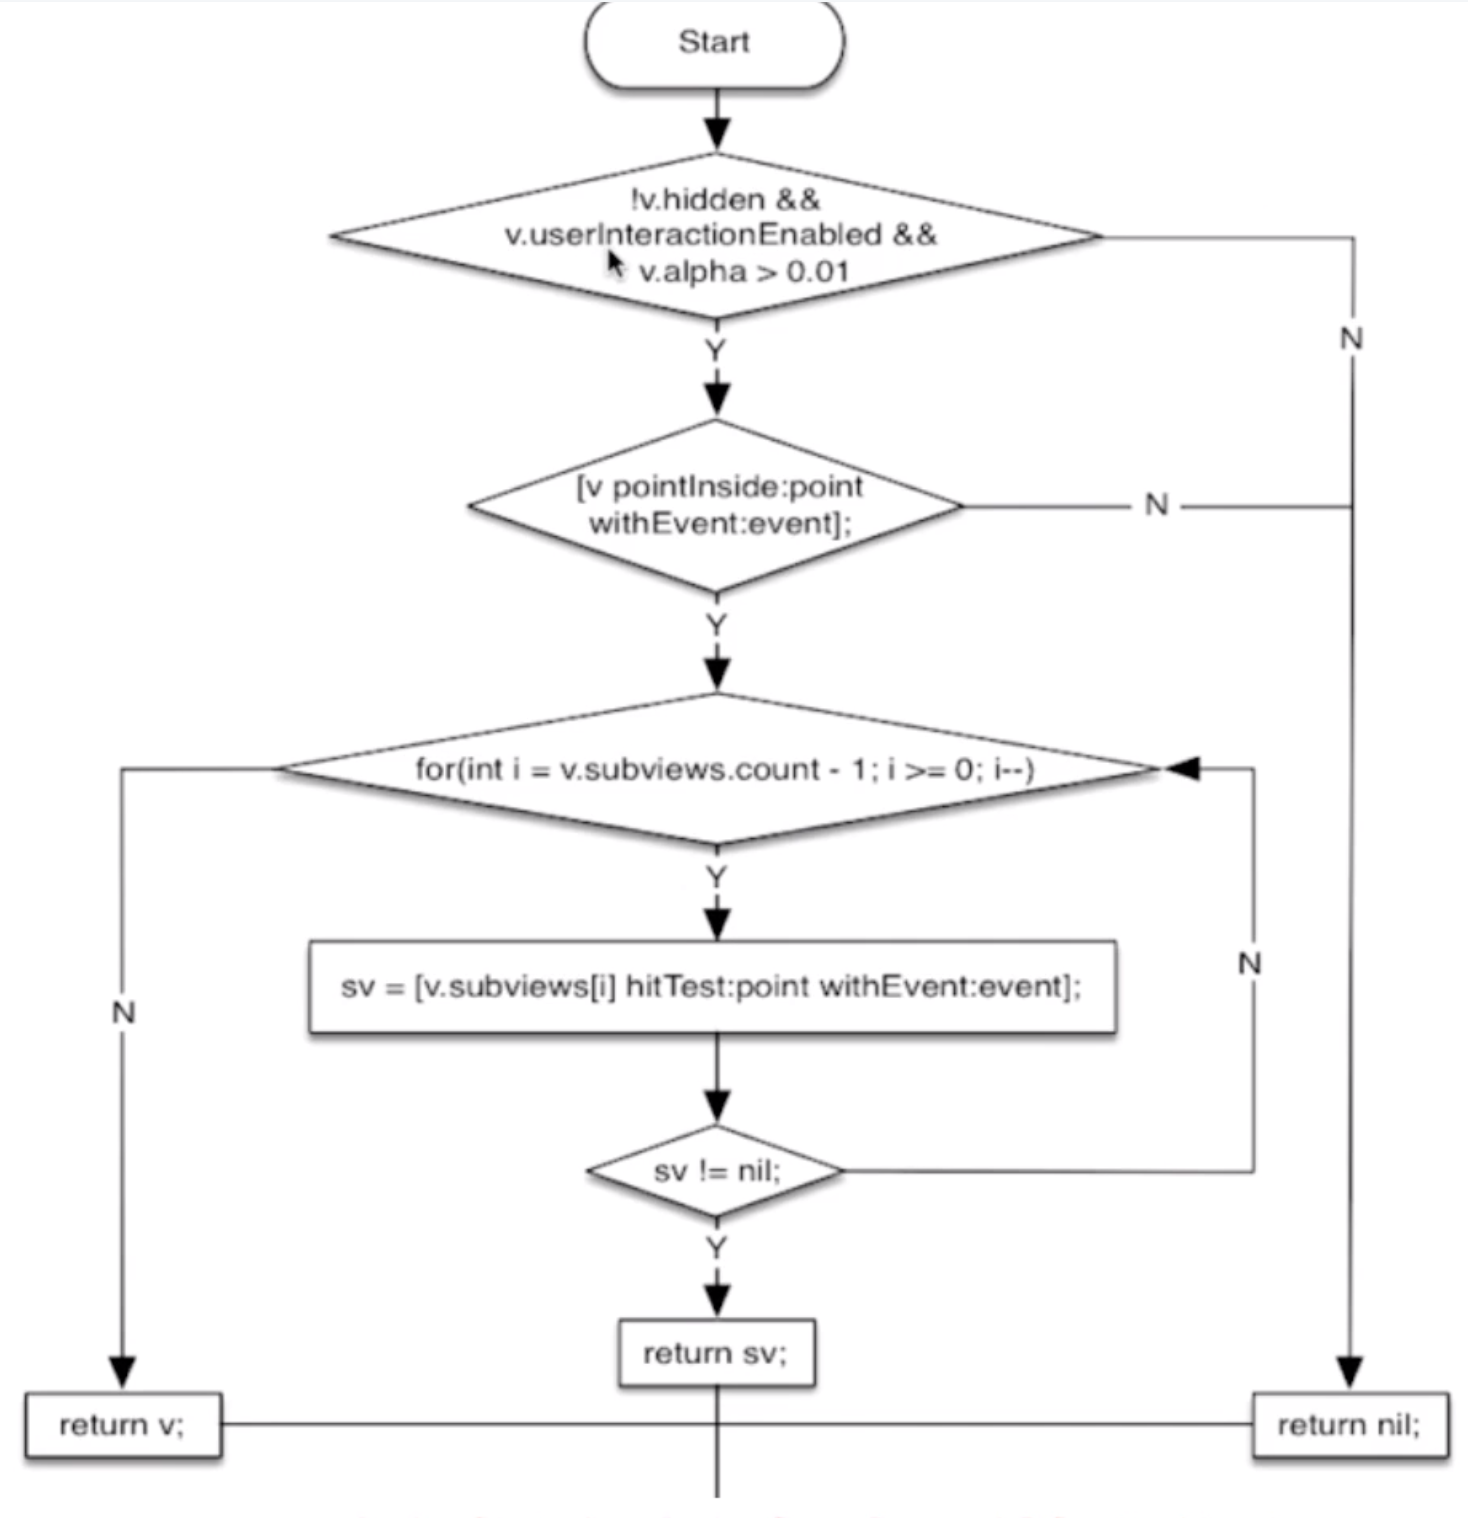 Start
!v.hidden &&
v.userInteractionEnabled &&
v.alpha > 0.01
N
Y
[v pointInside:point
withEvent:event];
N
Y
for(int i = v.subviews.count - 1; i >= 0; i--)
Y
sv = [v.subviews[i] hitTest:point withEvent:event];
N
N
sv != nil;
Y
return sv;
return v;
return nil;